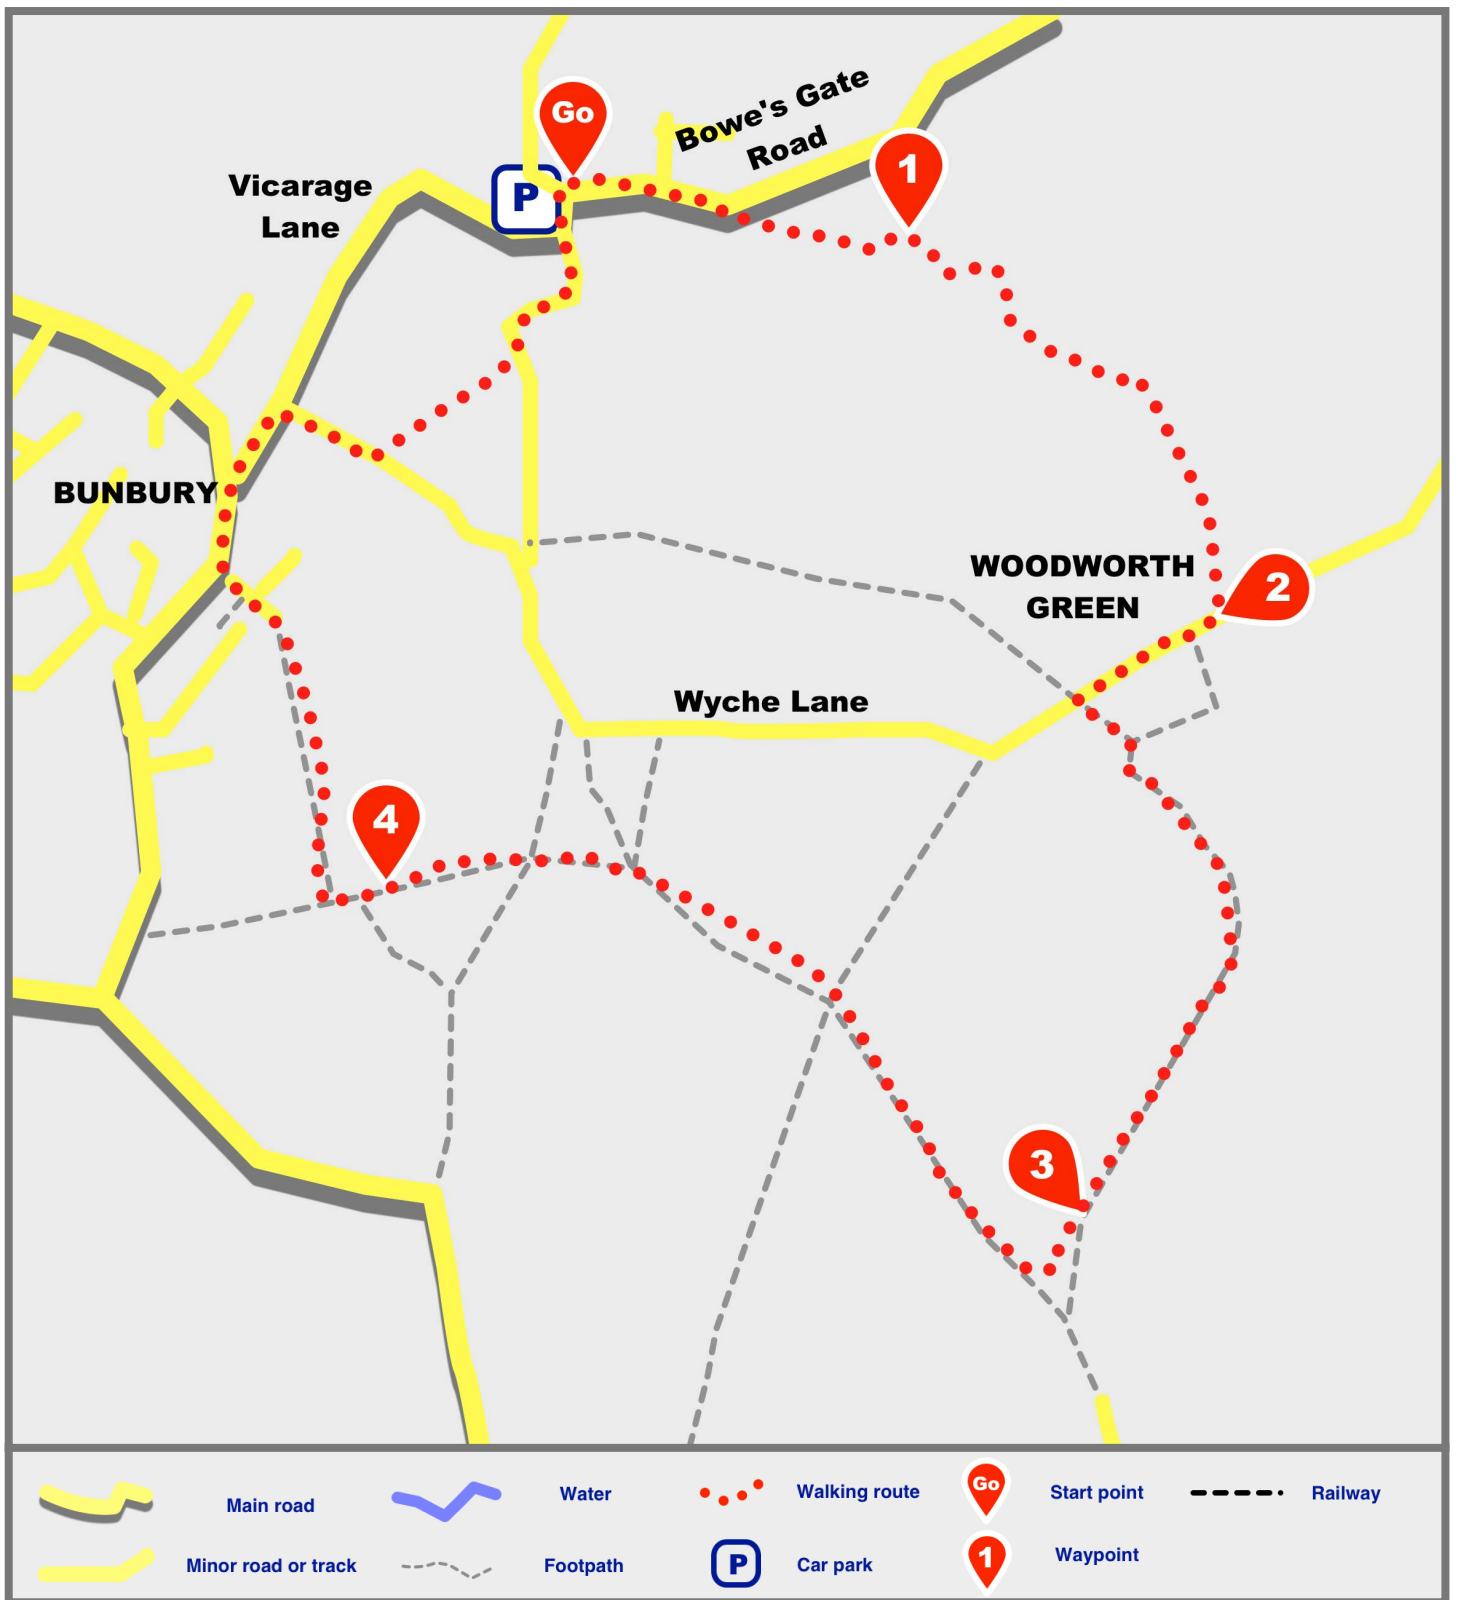 Go
Bowe's Gate
Road
1
Vicarage
Lane
P
BUNBURY
WOODWORTH
GREEN
2
Wyche Lane
4
3
Main road
Water
Walking route
Go
Start point
Railway
Minor road or track
Footpath
P
Car park
1
Waypoint